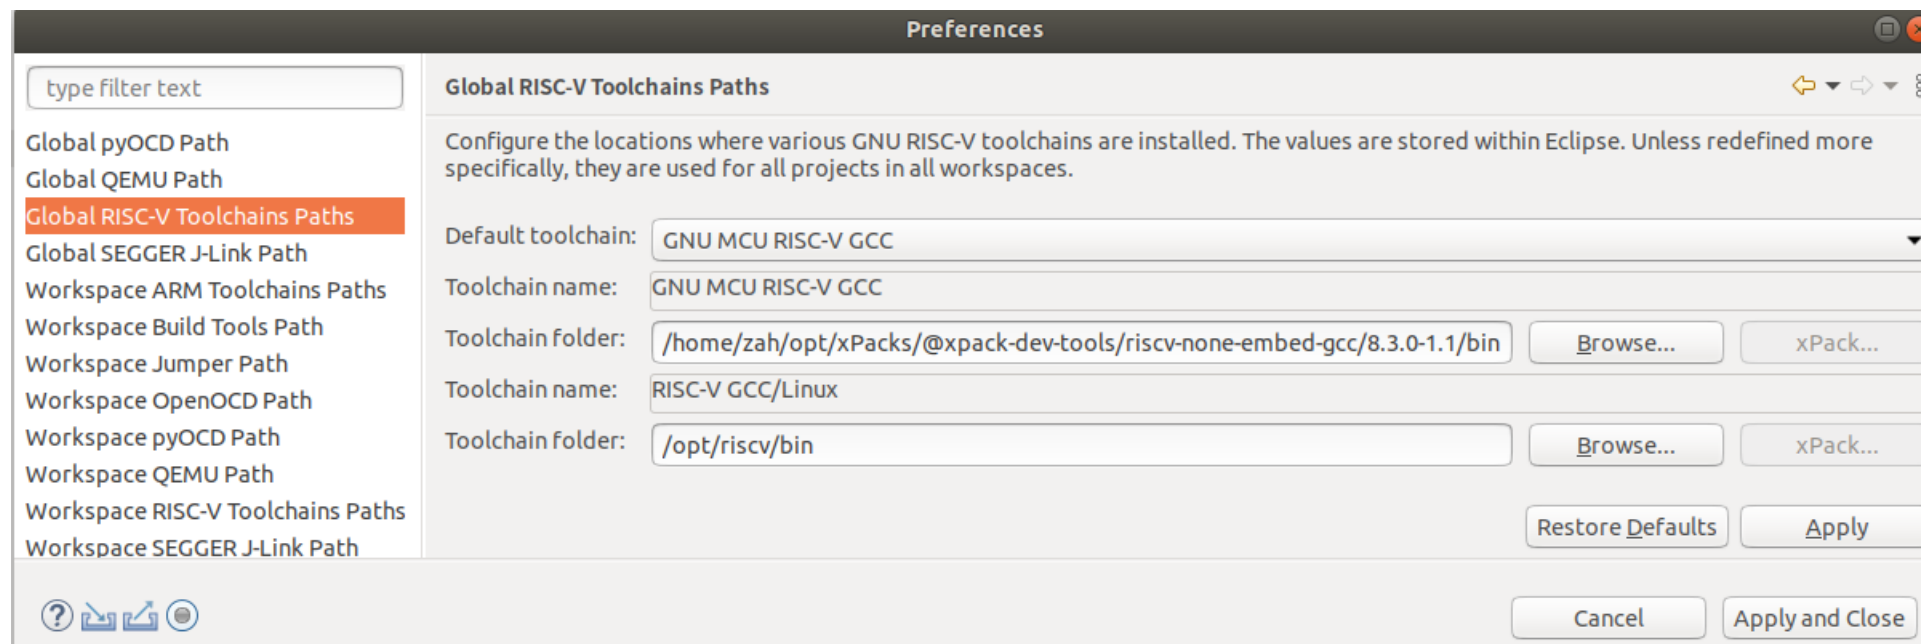 Preferences
type filter text
Global pyOCD Path
Global QEMU Path
Global RISC-V Toolchains Paths
Global SEGGER J-Link Path
Workspace ARM Toolchains Paths
Workspace Build Tools Path
Workspace Jumper Path
Workspace OpenOCD Path
Workspace pyOCD Path
Workspace QEMU Path
Workspace RISC-V Toolchains Paths
Workspace SEGGER J-Link Path
Global RISC-V Toolchains Paths
Configure the locations where various GNU RISC-V toolchains are installed. The values are stored within Eclipse. Unless redefined more
specifically, they are used for all projects in all workspaces.
Default toolchain: GNU MCU RISC-V GCC
Toolchain name: GNU MCU RISC-V GCC
Toolchain folder: /home/zah/opt/xPacks/@xpack-dev-tools/riscv-none-embed-gcc/8.3.0-1.1/bin Browse... xPack...
Toolchain name: RISC-V GCC/Linux
Toolchain folder: /opt/riscv/bin Browse... xPack...
Restore Defaults Apply
? Cancel Apply and Close